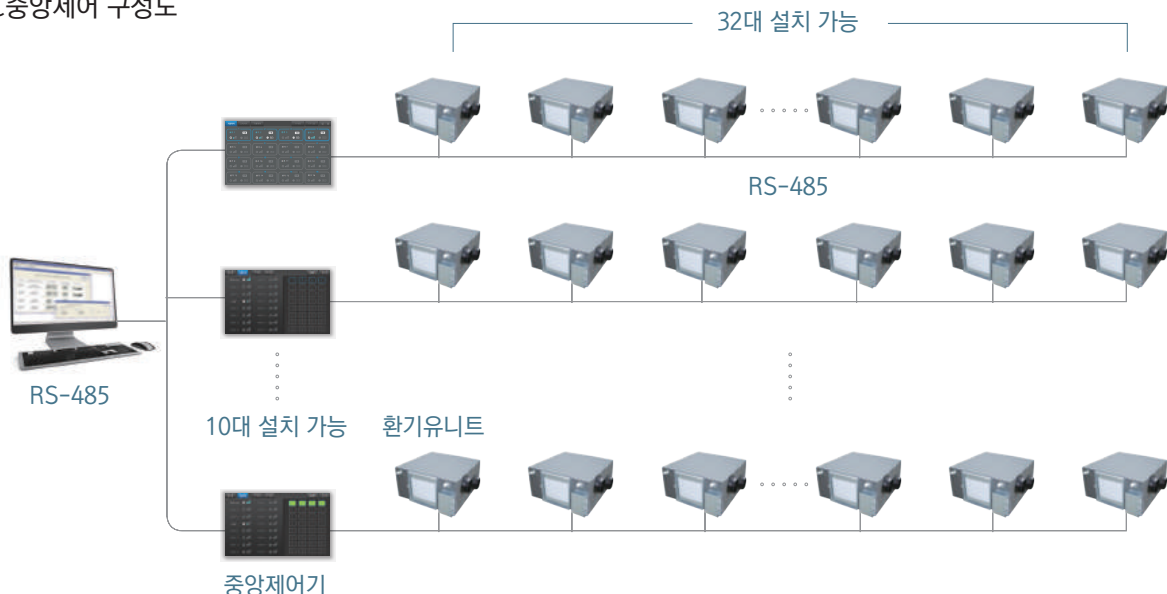 중앙제어 구성도
32대 설치 가능
RS-485
RS-485
10대 설치 가능
환기유니트
중앙제어기